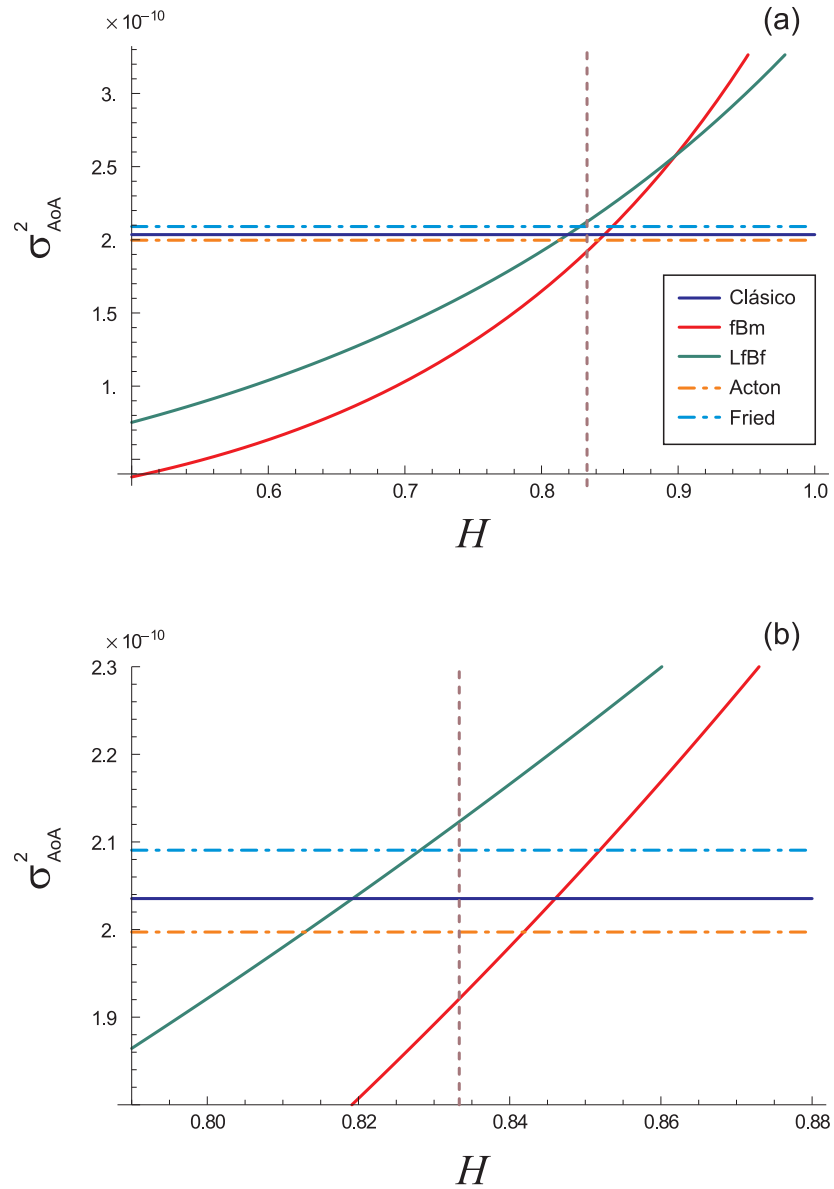 × 10⁻¹⁰
(a)
3.
2.5
2.
1.5
1.
σ²AoA
0.6 0.7 0.8 0.9 1.0
H
Clásico
fBm
LfBf
Acton
Fried
× 10⁻¹⁰
(b)
2.3
2.2
2.1
2.
1.9
σ²AoA
0.80 0.82 0.84 0.86 0.88
H